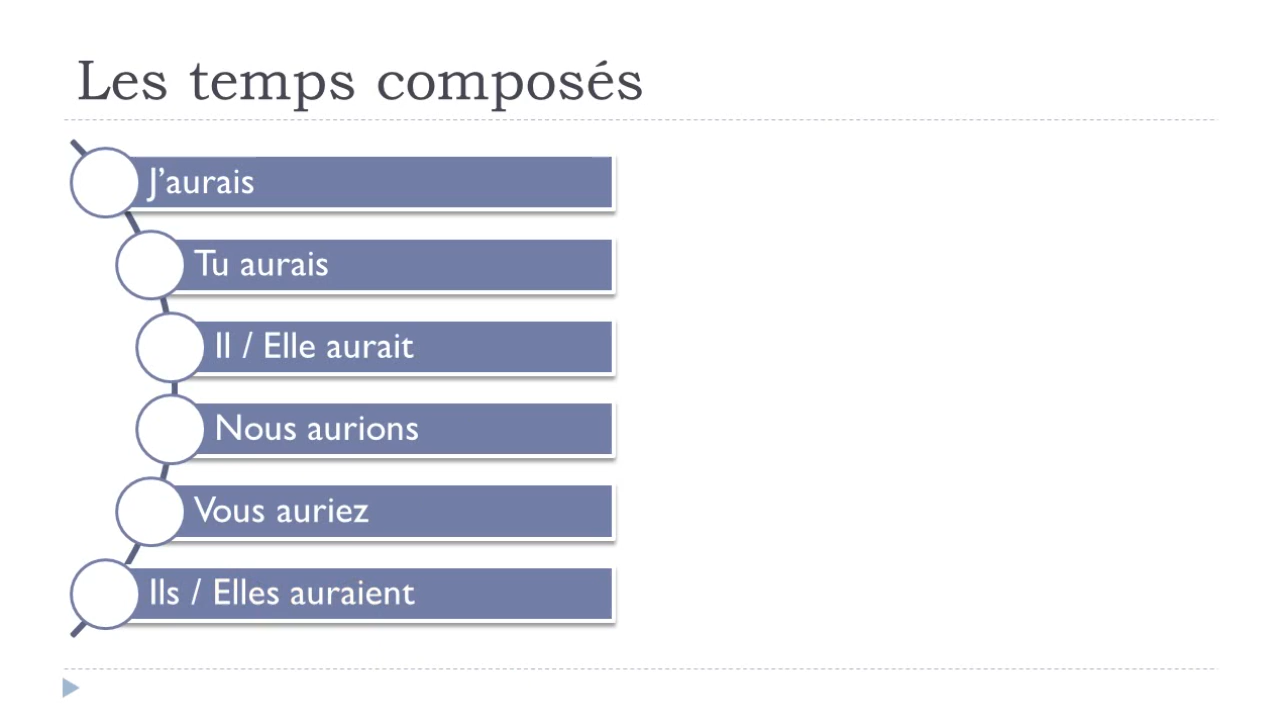 Les temps composés
J’aurais
Tu aurais
Il / Elle aurait
Nous aurions
Vous auriez
Ils / Elles auraient